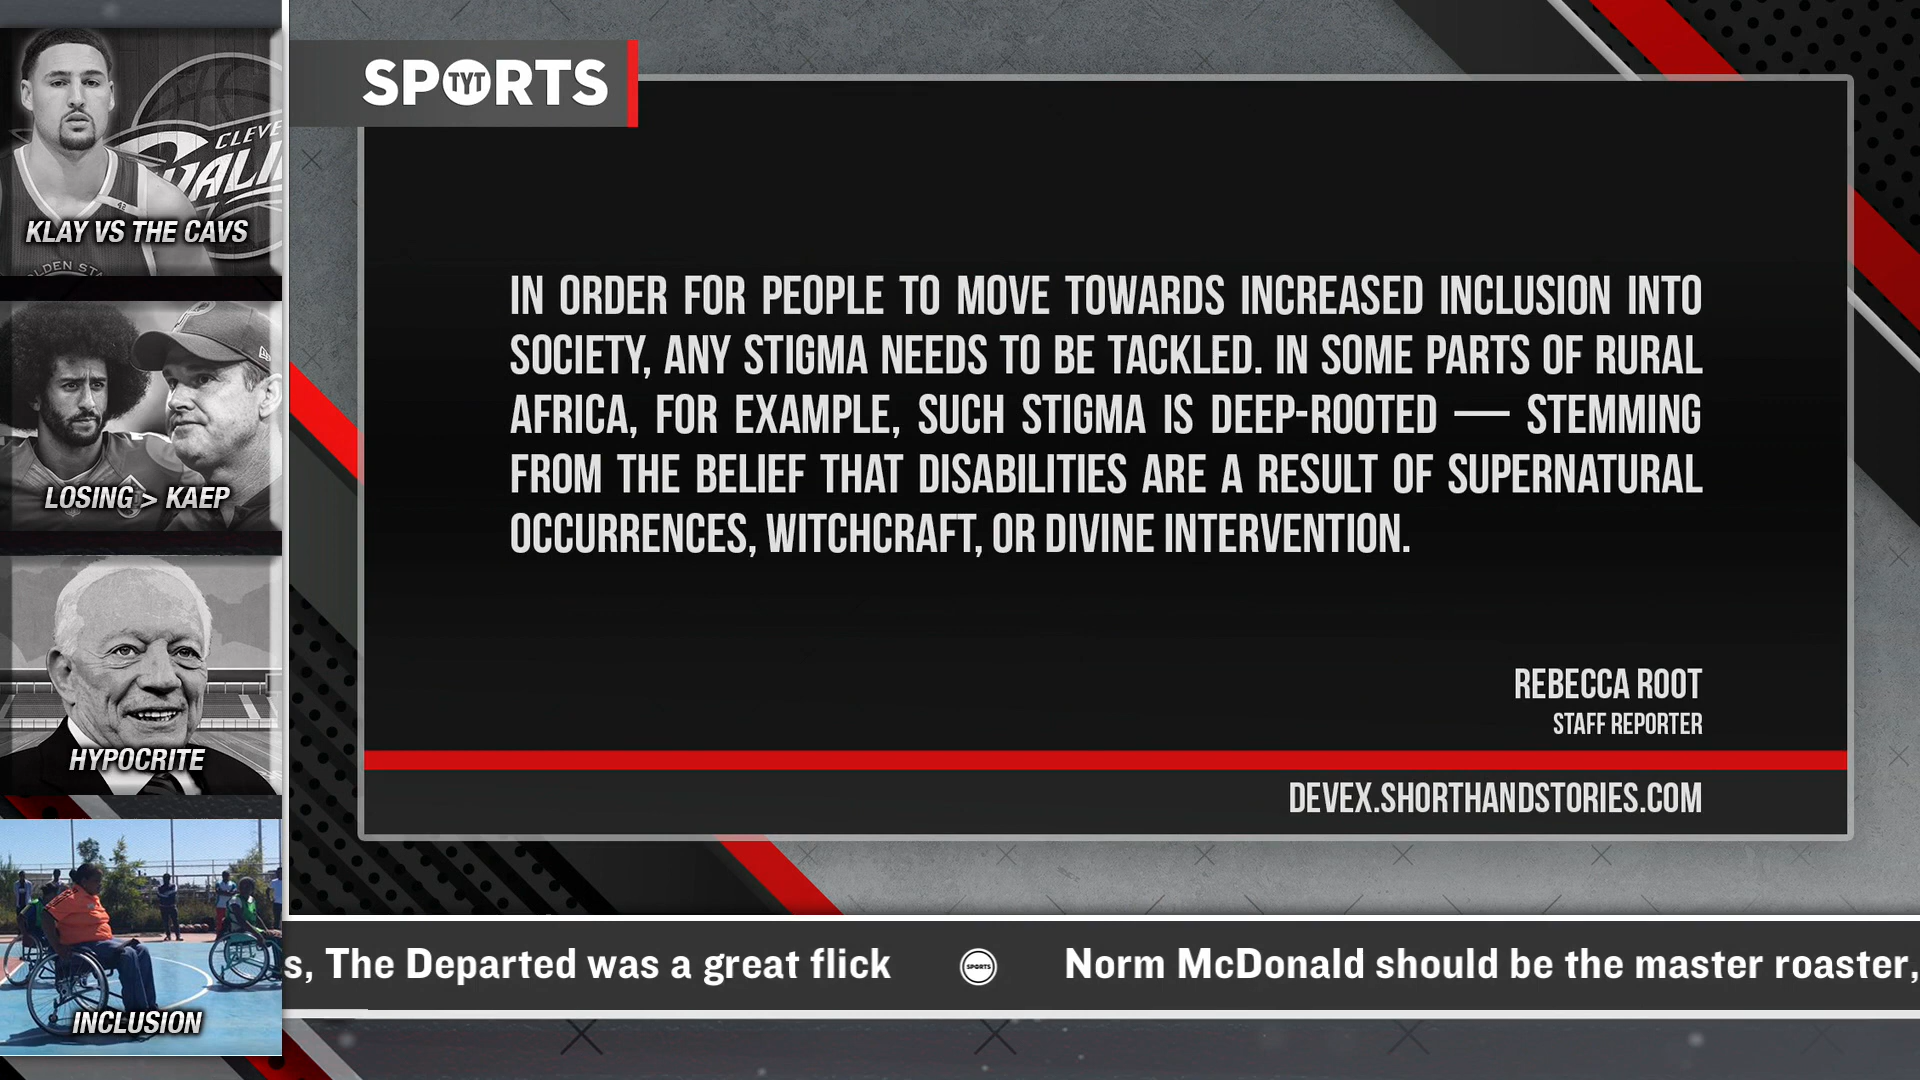 SPORTS
TYT
CLEVE
42
KLAY VS THE CAVS
LOSING > KAEP
HYPOCRITE
INCLUSION
IN ORDER FOR PEOPLE TO MOVE TOWARDS INCREASED INCLUSION INTO
SOCIETY, ANY STIGMA NEEDS TO BE TACKLED. IN SOME PARTS OF RURAL
AFRICA, FOR EXAMPLE, SUCH STIGMA IS DEEP-ROOTED — STEMMING
FROM THE BELIEF THAT DISABILITIES ARE A RESULT OF SUPERNATURAL
OCCURRENCES, WITCHCRAFT, OR DIVINE INTERVENTION.
REBECCA ROOT
STAFF REPORTER
DEVEX.SHORTHANDSTORIES.COM
s, The Departed was a great flick SPORTS Norm McDonald should be the master roaster,